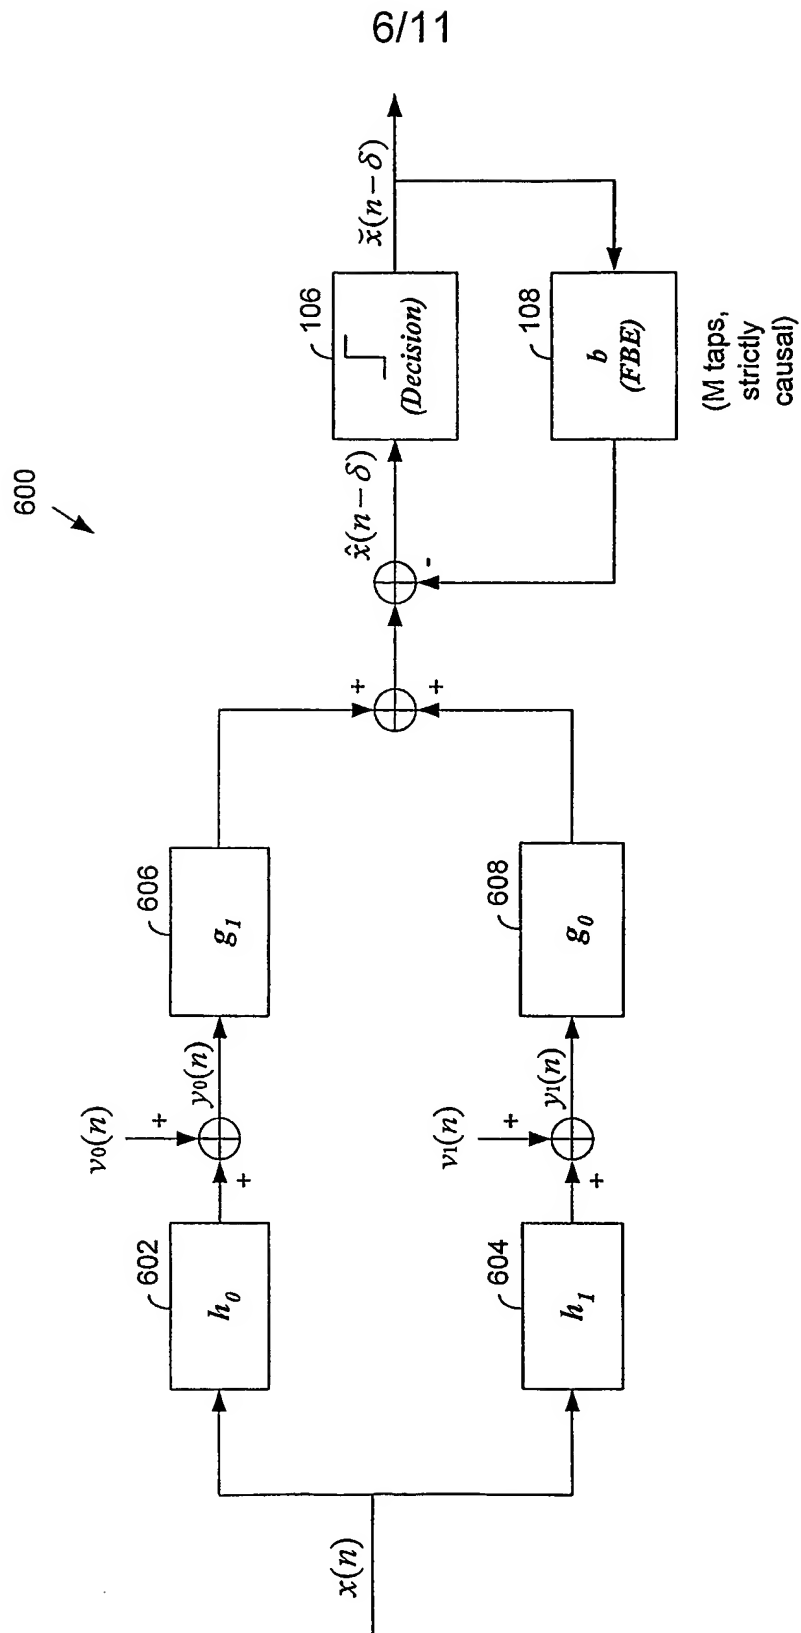 6/11
600
x(n)
602
h₀
604
h₁
v₀(n)
+
+
y₀(n)
v₁(n)
+
+
y₁(n)
606
g₁
608
g₀
+
+
x̂(n−δ)
-
106
(Decision)
x̌(n−δ)
108
b
(FBE)
(M taps,
strictly
causal)